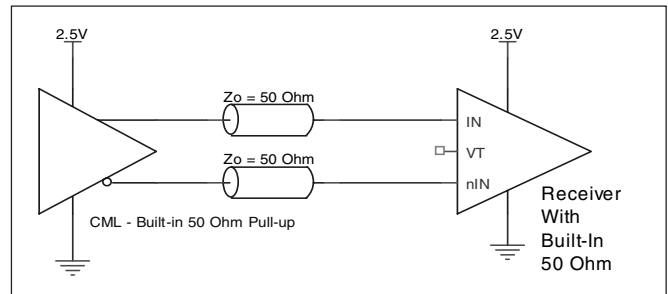 2.5V
2.5V
Zo = 50 Ohm
IN
VT
Zo = 50 Ohm
nIN
CML - Built-in 50 Ohm Pull-up
Receiver
With
Built-In
50 Ohm